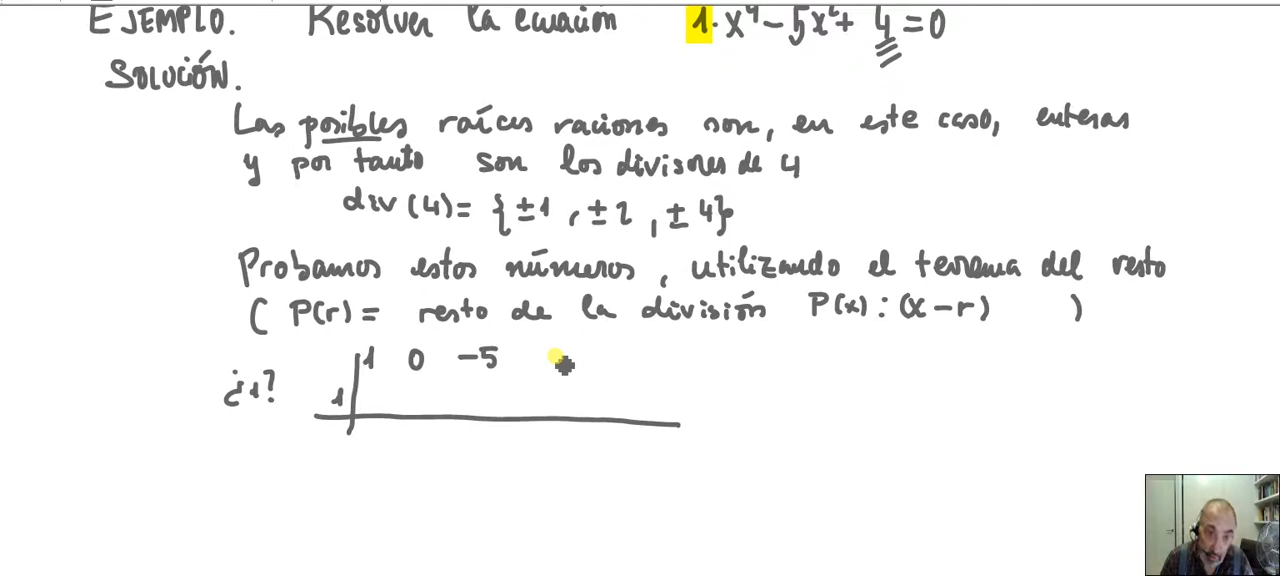 EJEMPLO. Resolver la ecuación 1·x⁴-5x²+ 4=0
SOLUCIÓN.
Las posibles raíces raciones son, en este caso, enteras
y por tanto son los divisores de 4
div(4)= {±1, ±2, ±4}
Probamos estos números, utilizando el teorema del resto
( P(r)= resto de la división P(x):(x-r) )
1 0 -5
¿1? 1